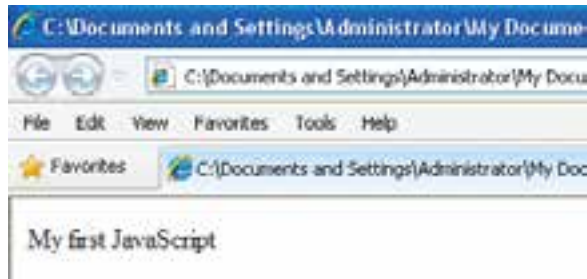 C:\Documents and Settings\Administrator\My Docume
C:\Documents and Settings\Administrator\My Docu
File Edit View Favorites Tools Help
Favorites C:\Documents and Settings\Administrator\My Doc
My first JavaScript